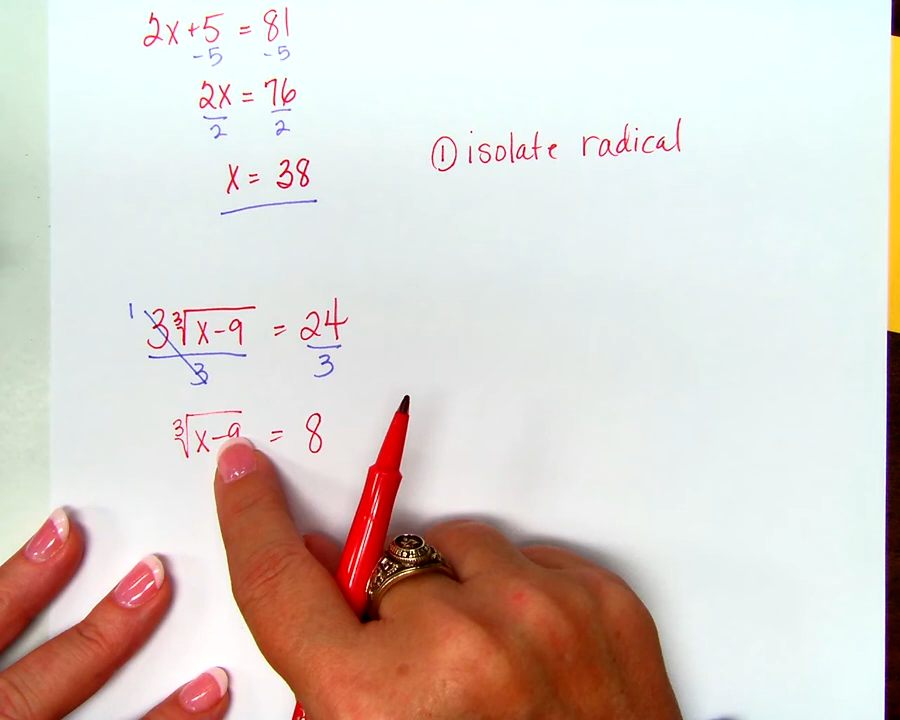 2x+5 = 81
-5 -5
2x = 76
2 2
① isolate radical
x = 38
1
3∛x-9 = 24
3 3
∛x-9 = 8